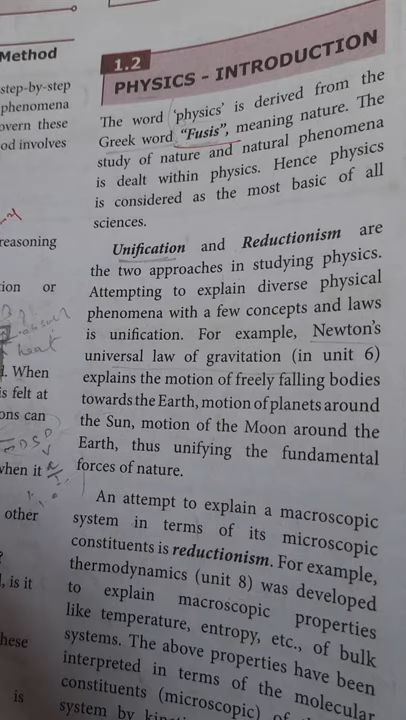 Method
step-by-step
phenomena
overn these
od involves
reasoning
tion or
heat
. When
is felt at
ons can
when it
other
?
, is it
hese
is
1.2
PHYSICS - INTRODUCTION
The word 'physics' is derived from the
Greek word "Fusis", meaning nature. The
study of nature and natural phenomena
is dealt within physics. Hence physics
is considered as the most basic of all
sciences.
Unification and Reductionism are
the two approaches in studying physics.
Attempting to explain diverse physical
phenomena with a few concepts and laws
is unification. For example, Newton's
universal law of gravitation (in unit 6)
explains the motion of freely falling bodies
towards the Earth, motion of planets around
the Sun, motion of the Moon around the
Earth, thus unifying the fundamental
forces of nature.
An attempt to explain a macroscopic
system in terms of its microscopic
constituents is reductionism. For example,
thermodynamics (unit 8) was developed
to explain macroscopic properties
like temperature, entropy, etc., of bulk
systems. The above properties have been
interpreted in terms of the molecular
constituents (microscopic) of
system by